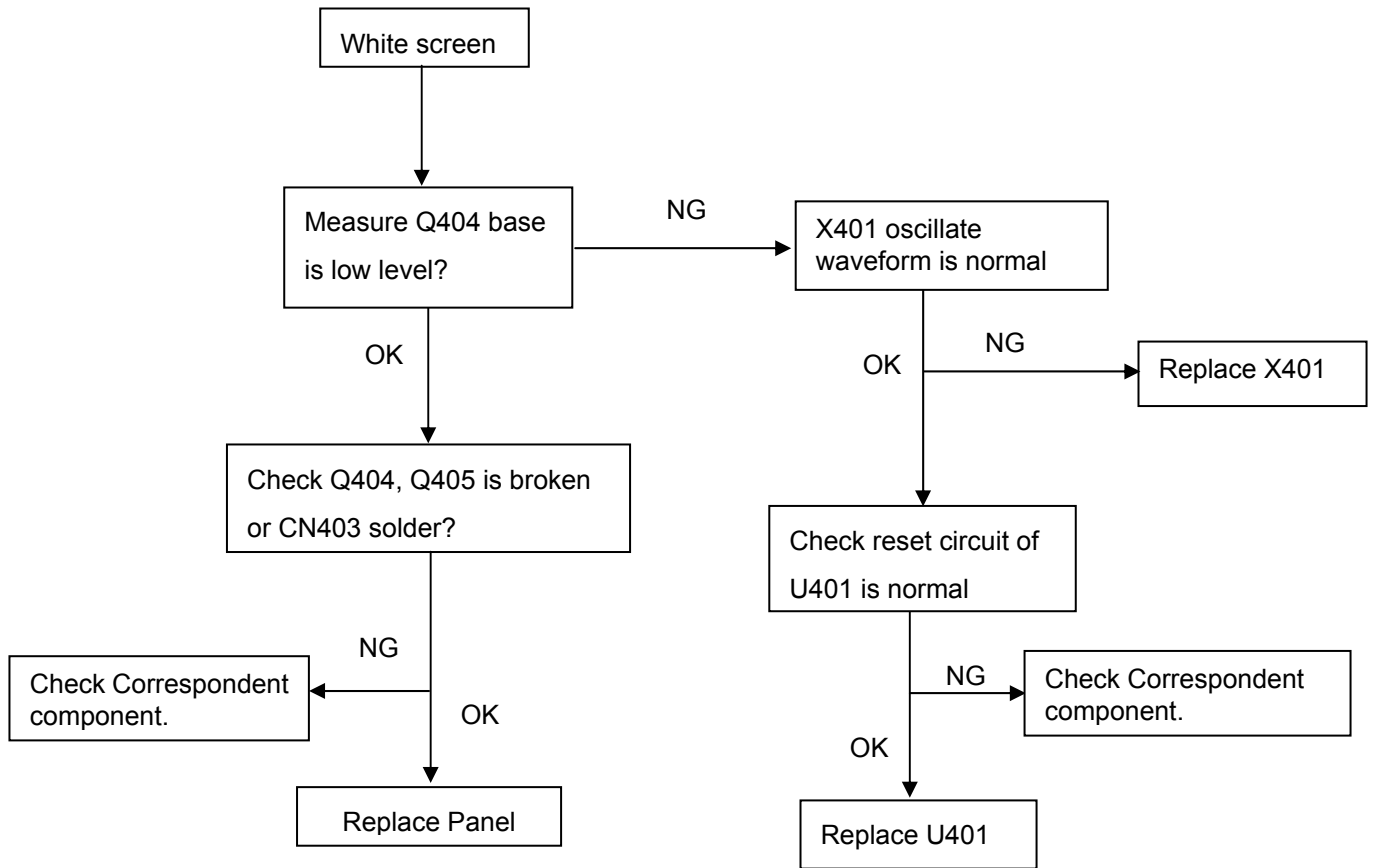 White screen
Measure Q404 base
is low level?
NG
X401 oscillate
waveform is normal
OK
OK
NG
Replace X401
Check Q404, Q405 is broken
or CN403 solder?
Check reset circuit of
U401 is normal
NG
Check Correspondent
component.
OK
NG
Check Correspondent
component.
OK
Replace Panel
Replace U401